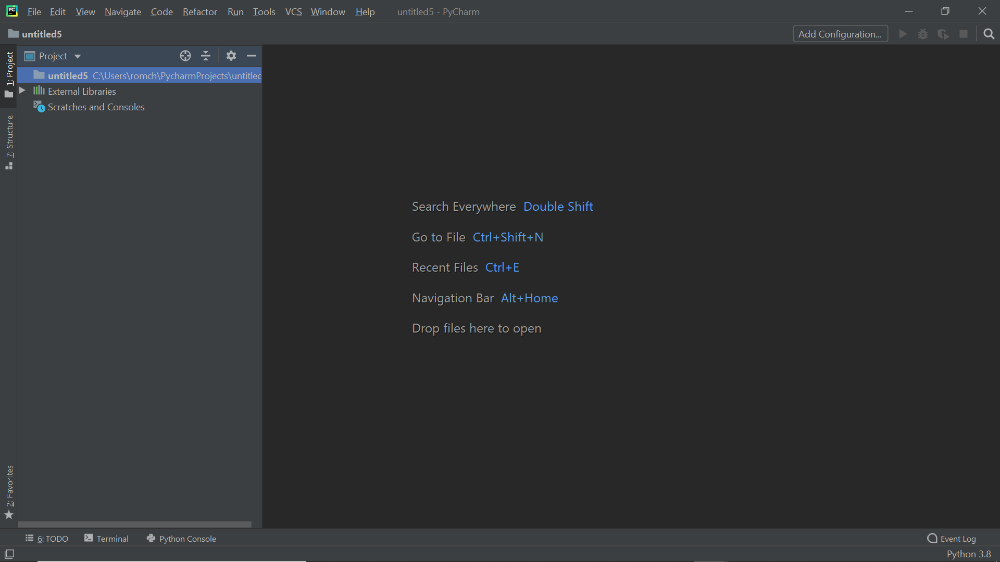 PC File Edit View Navigate Code Refactor Run Tools VCS Window Help untitled5 - PyCharm
untitled5 Add Configuration...
Project
untitled5 C:\Users\romch\PycharmProjects\untitled
External Libraries
Scratches and Consoles
1: Project
7: Structure
2: Favorites
Search Everywhere Double Shift
Go to File Ctrl+Shift+N
Recent Files Ctrl+E
Navigation Bar Alt+Home
Drop files here to open
6: TODO Terminal Python Console Event Log
Python 3.8